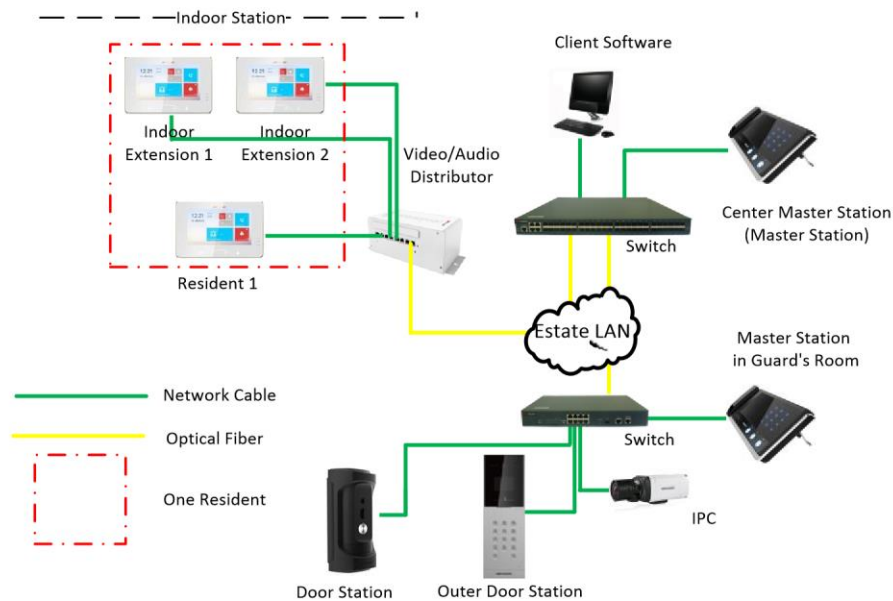 Indoor Station
Client Software
Indoor
Extension 1
Indoor
Extension 2
Video/Audio
Distributor
Center Master Station
(Master Station)
Switch
Resident 1
Estate LAN
Master Station
in Guard's Room
Network Cable
Optical Fiber
Switch
One Resident
IPC
Door Station
Outer Door Station